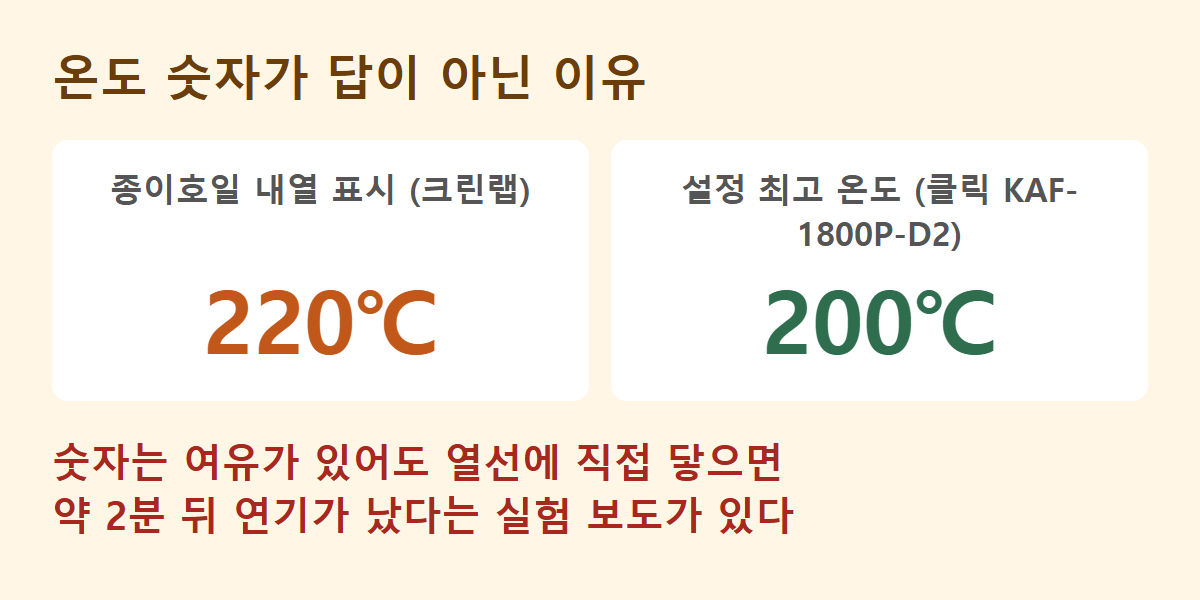 온도 숫자가 답이 아닌 이유
종이호일 내열 표시 (크린랩)
220℃
설정 최고 온도 (클릭 KAF-
1800P-D2)
200℃
숫자는 여유가 있어도 열선에 직접 닿으면
약 2분 뒤 연기가 났다는 실험 보도가 있다